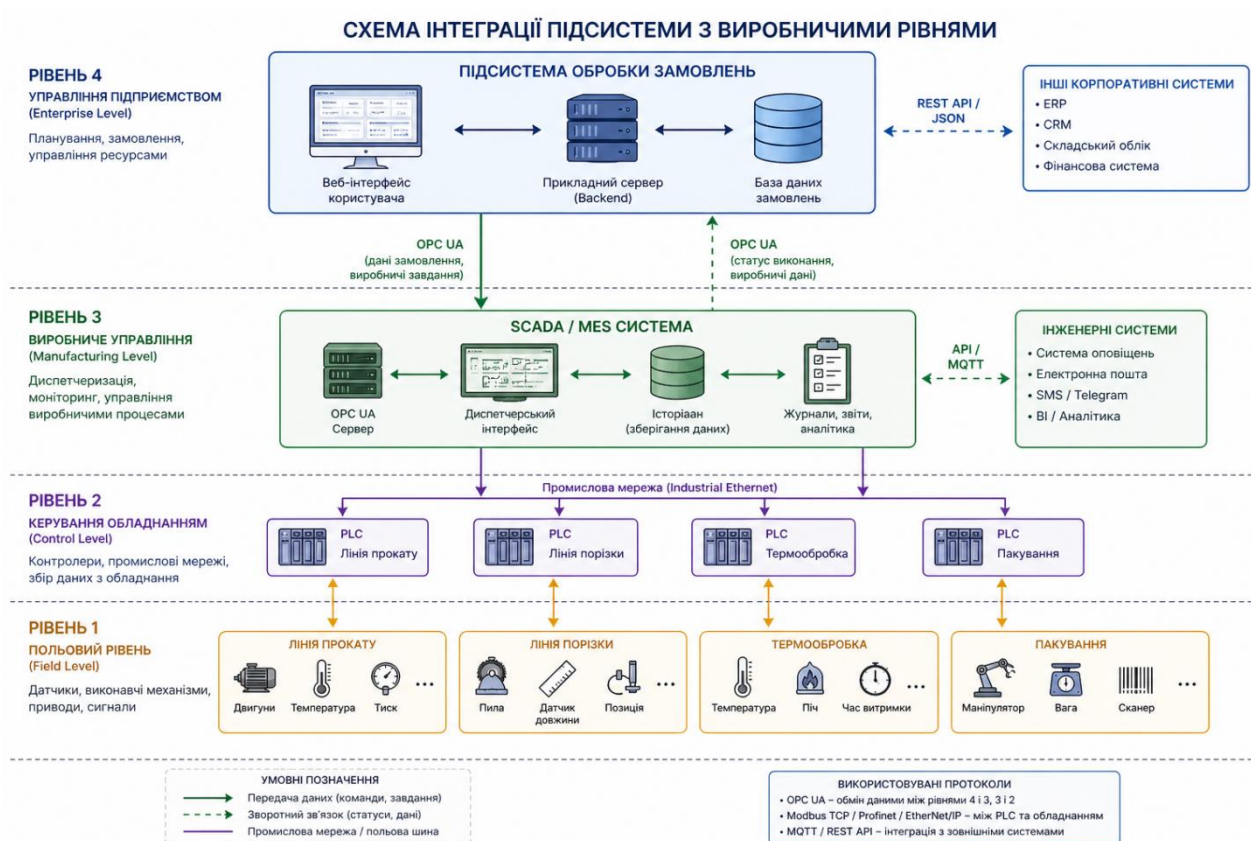 СХЕМА ІНТЕГРАЦІЇ ПІДСИСТЕМИ З ВИРОБНИЧИМИ РІВНЯМИ
РІВЕНЬ 4
УПРАВЛІННЯ ПІДПРИЄМСТВОМ
(Enterprise Level)
Планування, замовлення,
управління ресурсами
ПІДСИСТЕМА ОБРОБКИ ЗАМОВЛЕНЬ
Веб-інтерфейс
користувача
Прикладний сервер
(Backend)
База даних
замовлень
REST API /
JSON
ІНШІ КОРПОРАТИВНІ СИСТЕМИ
• ERP
• CRM
• Складський облік
• Фінансова система
OPC UA
(дані замовлення,
виробничі завдання)
OPC UA
(статус виконання,
виробничі дані)
РІВЕНЬ 3
ВИРОБНИЧЕ УПРАВЛІННЯ
(Manufacturing Level)
Диспетчеризація,
моніторинг, управління
виробничими процесами
SCADA / MES СИСТЕМА
OPC UA
Сервер
Диспетчерський
інтерфейс
Історіаан
(зберігання даних)
Журнали, звіти,
аналітика
API /
MQTT
ІНЖЕНЕРНІ СИСТЕМИ
• Система оповіщень
• Електронна пошта
• SMS / Telegram
• BI / Аналітика
РІВЕНЬ 2
КЕРУВАННЯ ОБЛАДНАННЯМ
(Control Level)
Контролери, промислові мережі,
збір даних з обладнання
Промислова мережа (Industrial Ethernet)
PLC
Лінія прокату
PLC
Лінія порізки
PLC
Термообробка
PLC
Пакування
РІВЕНЬ 1
ПОЛЬОВИЙ РІВЕНЬ
(Field Level)
Датчики, виконавчі механізми,
приводи, сигнали
ЛІНІЯ ПРОКАТУ
Двигуни
Температура
Тиск
...
ЛІНІЯ ПОРІЗКИ
Пила
Датчик
довжини
Позиція
...
ТЕРМООБРОБКА
Температура
Піч
Час витримки
...
ПАКУВАННЯ
Маніпулятор
Вага
Сканер
...
УМОВНІ ПОЗНАЧЕННЯ
Передача даних (команди, завдання)
Зворотний зв'язок (статуси, дані)
Промислова мережа / польова шина
ВИКОРИСТОВУВАНІ ПРОТОКОЛИ
• OPC UA – обмін даними між рівнями 4 і 3, 3 і 2
• Modbus TCP / Profinet / EtherNet/IP – між PLC та обладнанням
• MQTT / REST API – інтеграція з зовнішніми системами